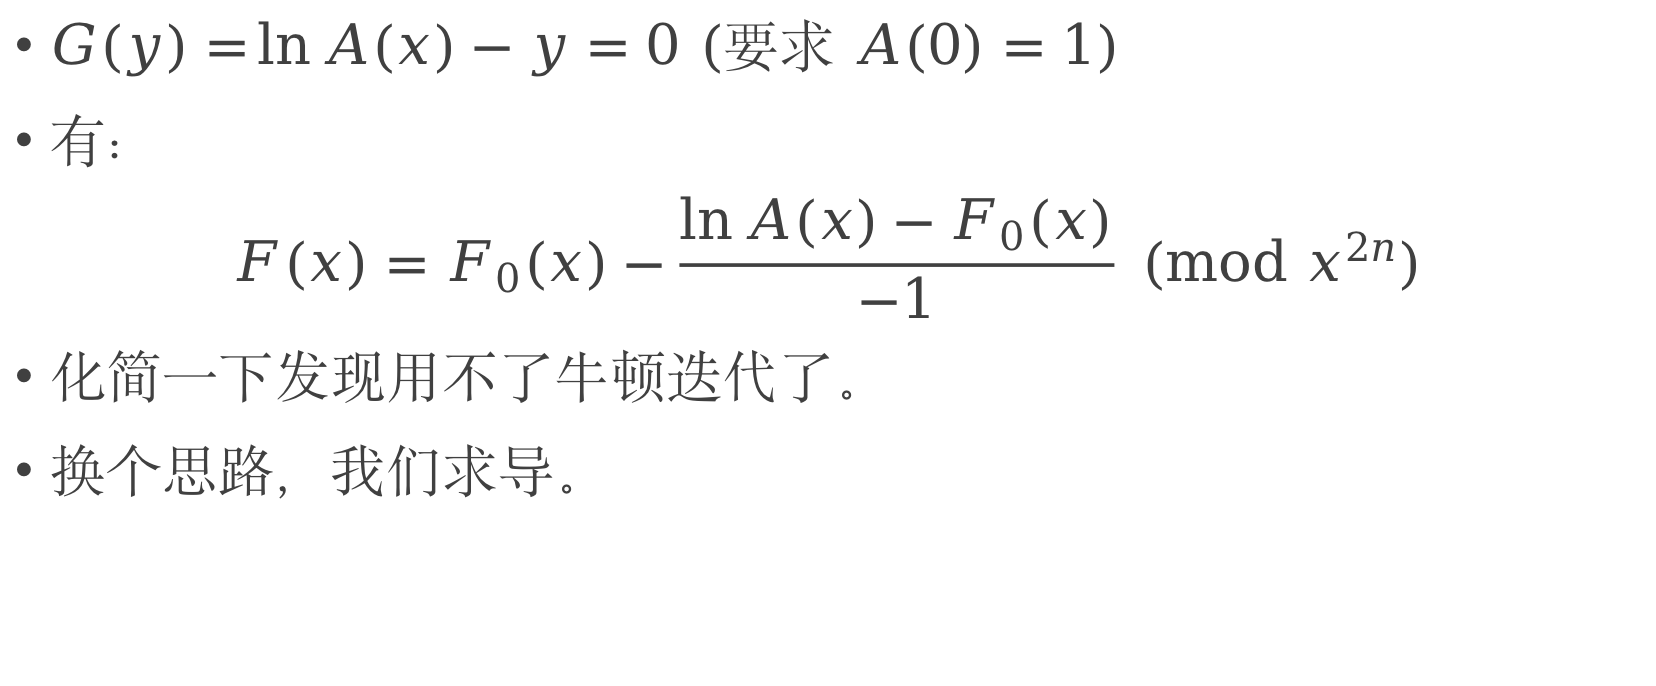 • G(y) = ln A(x) − y = 0 (要求 A(0) = 1)
• 有：
F(x) = F₀(x) − (ln A(x) − F₀(x))/(−1) (mod x²ⁿ)
• 化简一下发现用不了牛顿迭代了。
• 换个思路，我们求导。